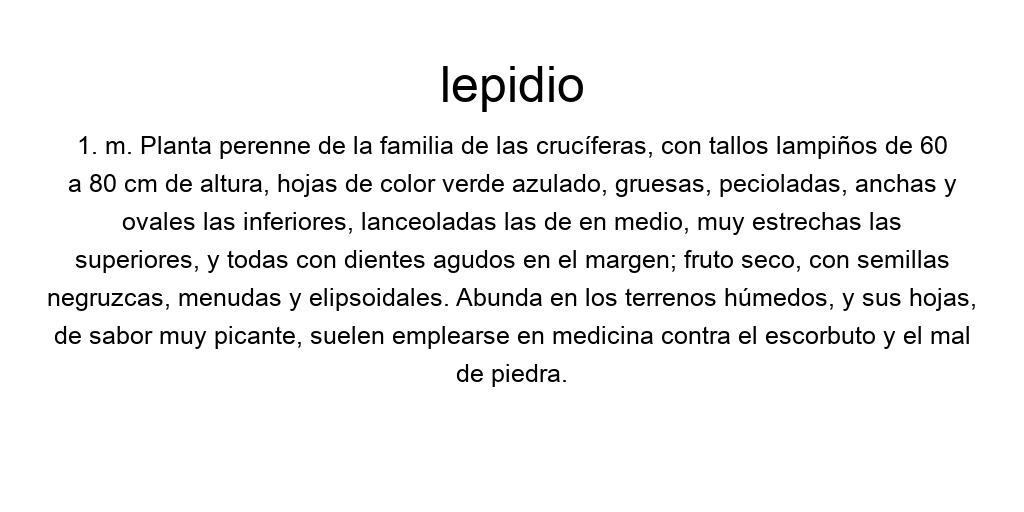 lepidio
1. m. Planta perenne de la familia de las crucíferas, con tallos lampiños de 60
a 80 cm de altura, hojas de color verde azulado, gruesas, pecioladas, anchas y
ovales las inferiores, lanceoladas las de en medio, muy estrechas las
superiores, y todas con dientes agudos en el margen; fruto seco, con semillas
negruzcas, menudas y elipsoidales. Abunda en los terrenos húmedos, y sus hojas,
de sabor muy picante, suelen emplearse en medicina contra el escorbuto y el mal
de piedra.